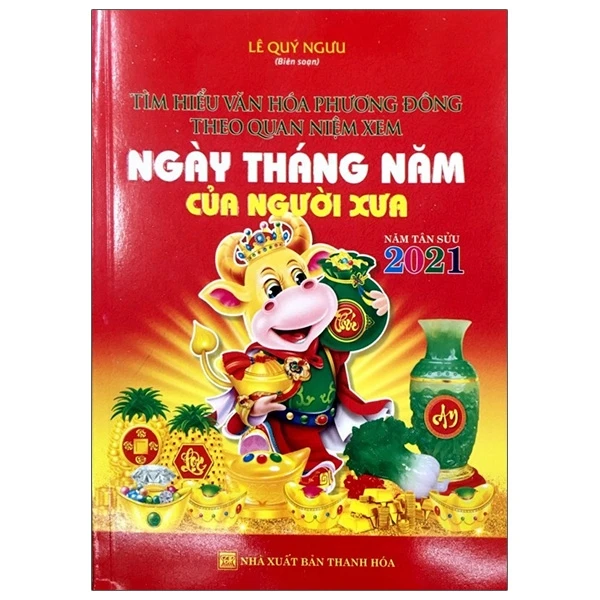 LÊ QUÝ NGƯU
(Biên soạn)
TÌM HIỂU VĂN HÓA PHƯƠNG ĐÔNG
THEO QUAN NIỆM XEM
NGÀY THÁNG NĂM
CỦA NGƯỜI XƯA
NĂM TÂN SỬU
2021
Phúc
Lộc
An
NHÀ XUẤT BẢN THANH HÓA